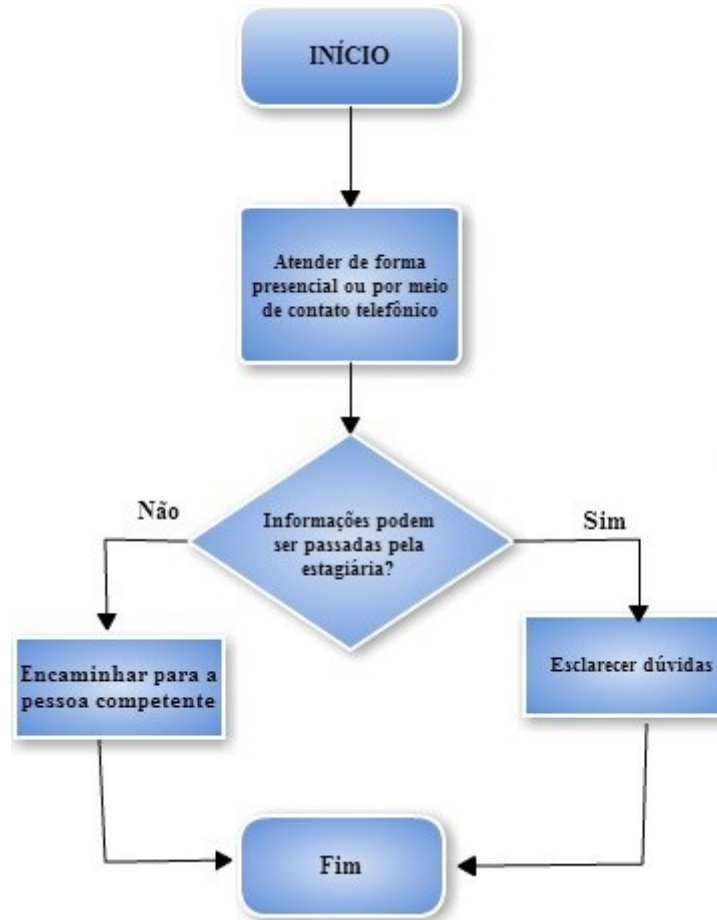 INÍCIO
Atender de forma
presencial ou por meio
de contato telefônico
Informações podem
ser passadas pela
estagiária?
Não
Sim
Encaminhar para a
pessoa competente
Esclarecer dúvidas
Fim